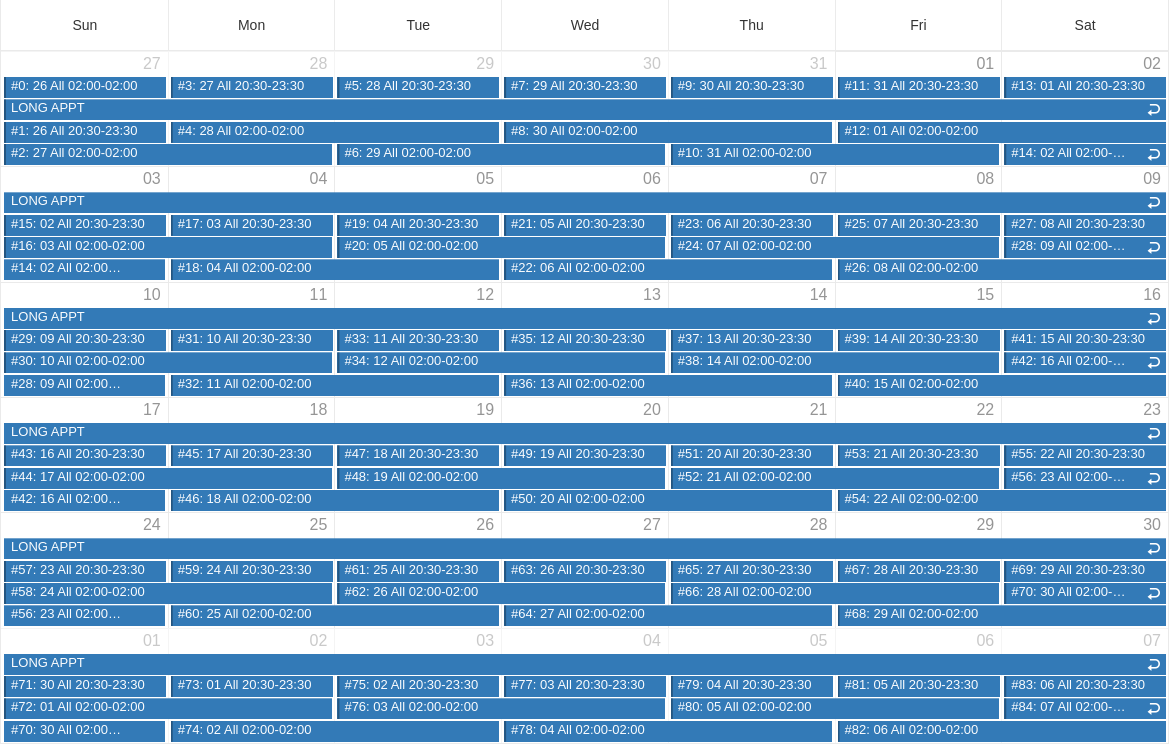 Sun Mon Tue Wed Thu Fri Sat
27 28 29 30 31 01 02
#0: 26 All 02:00-02:00 #3: 27 All 20:30-23:30 #5: 28 All 20:30-23:30 #7: 29 All 20:30-23:30 #9: 30 All 20:30-23:30 #11: 31 All 20:30-23:30 #13: 01 All 20:30-23:30
LONG APPT
#1: 26 All 20:30-23:30 #4: 28 All 02:00-02:00 #8: 30 All 02:00-02:00 #12: 01 All 02:00-02:00
#2: 27 All 02:00-02:00 #6: 29 All 02:00-02:00 #10: 31 All 02:00-02:00 #14: 02 All 02:00-…
03 04 05 06 07 08 09
LONG APPT
#15: 02 All 20:30-23:30 #17: 03 All 20:30-23:30 #19: 04 All 20:30-23:30 #21: 05 All 20:30-23:30 #23: 06 All 20:30-23:30 #25: 07 All 20:30-23:30 #27: 08 All 20:30-23:30
#16: 03 All 02:00-02:00 #20: 05 All 02:00-02:00 #24: 07 All 02:00-02:00 #28: 09 All 02:00-…
#14: 02 All 02:00… #18: 04 All 02:00-02:00 #22: 06 All 02:00-02:00 #26: 08 All 02:00-02:00
10 11 12 13 14 15 16
LONG APPT
#29: 09 All 20:30-23:30 #31: 10 All 20:30-23:30 #33: 11 All 20:30-23:30 #35: 12 All 20:30-23:30 #37: 13 All 20:30-23:30 #39: 14 All 20:30-23:30 #41: 15 All 20:30-23:30
#30: 10 All 02:00-02:00 #34: 12 All 02:00-02:00 #38: 14 All 02:00-02:00 #42: 16 All 02:00-…
#28: 09 All 02:00… #32: 11 All 02:00-02:00 #36: 13 All 02:00-02:00 #40: 15 All 02:00-02:00
17 18 19 20 21 22 23
LONG APPT
#43: 16 All 20:30-23:30 #45: 17 All 20:30-23:30 #47: 18 All 20:30-23:30 #49: 19 All 20:30-23:30 #51: 20 All 20:30-23:30 #53: 21 All 20:30-23:30 #55: 22 All 20:30-23:30
#44: 17 All 02:00-02:00 #48: 19 All 02:00-02:00 #52: 21 All 02:00-02:00 #56: 23 All 02:00-…
#42: 16 All 02:00… #46: 18 All 02:00-02:00 #50: 20 All 02:00-02:00 #54: 22 All 02:00-02:00
24 25 26 27 28 29 30
LONG APPT
#57: 23 All 20:30-23:30 #59: 24 All 20:30-23:30 #61: 25 All 20:30-23:30 #63: 26 All 20:30-23:30 #65: 27 All 20:30-23:30 #67: 28 All 20:30-23:30 #69: 29 All 20:30-23:30
#58: 24 All 02:00-02:00 #62: 26 All 02:00-02:00 #66: 28 All 02:00-02:00 #70: 30 All 02:00-…
#56: 23 All 02:00… #60: 25 All 02:00-02:00 #64: 27 All 02:00-02:00 #68: 29 All 02:00-02:00
01 02 03 04 05 06 07
LONG APPT
#71: 30 All 20:30-23:30 #73: 01 All 20:30-23:30 #75: 02 All 20:30-23:30 #77: 03 All 20:30-23:30 #79: 04 All 20:30-23:30 #81: 05 All 20:30-23:30 #83: 06 All 20:30-23:30
#72: 01 All 02:00-02:00 #76: 03 All 02:00-02:00 #80: 05 All 02:00-02:00 #84: 07 All 02:00-…
#70: 30 All 02:00… #74: 02 All 02:00-02:00 #78: 04 All 02:00-02:00 #82: 06 All 02:00-02:00